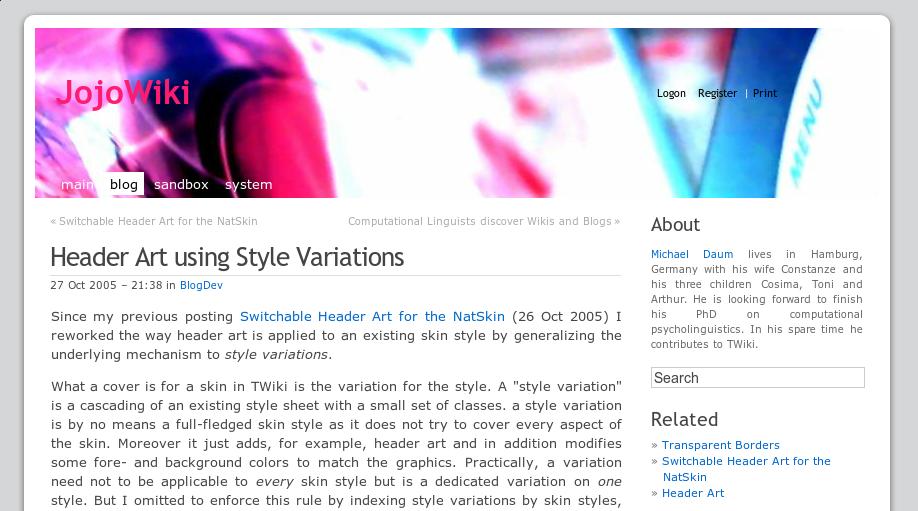 JojoWiki
Logon Register | Print
MENU
main blog sandbox system
« Switchable Header Art for the NatSkin
Computational Linguists discover Wikis and Blogs »
Header Art using Style Variations
27 Oct 2005 – 21:38 in BlogDev
Since my previous posting Switchable Header Art for the NatSkin (26 Oct 2005) I
reworked the way header art is applied to an existing skin style by generalizing the
underlying mechanism to style variations.
What a cover is for a skin in TWiki is the variation for the style. A "style variation"
is a cascading of an existing style sheet with a small set of classes. a style variation
is by no means a full-fledged skin style as it does not try to cover every aspect of
the skin. Moreover it just adds, for example, header art and in addition modifies
some fore- and background colors to match the graphics. Practically, a variation
need not to be applicable to every skin style but is a dedicated variation on one
style. But I omitted to enforce this rule by indexing style variations by skin styles,
About
Michael Daum lives in Hamburg,
Germany with his wife Constanze and
his three children Cosima, Toni and
Arthur. He is looking forward to finish
his PhD on computational
psycholinguistics. In his spare time he
contributes to TWiki.
Search
Related
» Transparent Borders
» Switchable Header Art for the
NatSkin
» Header Art